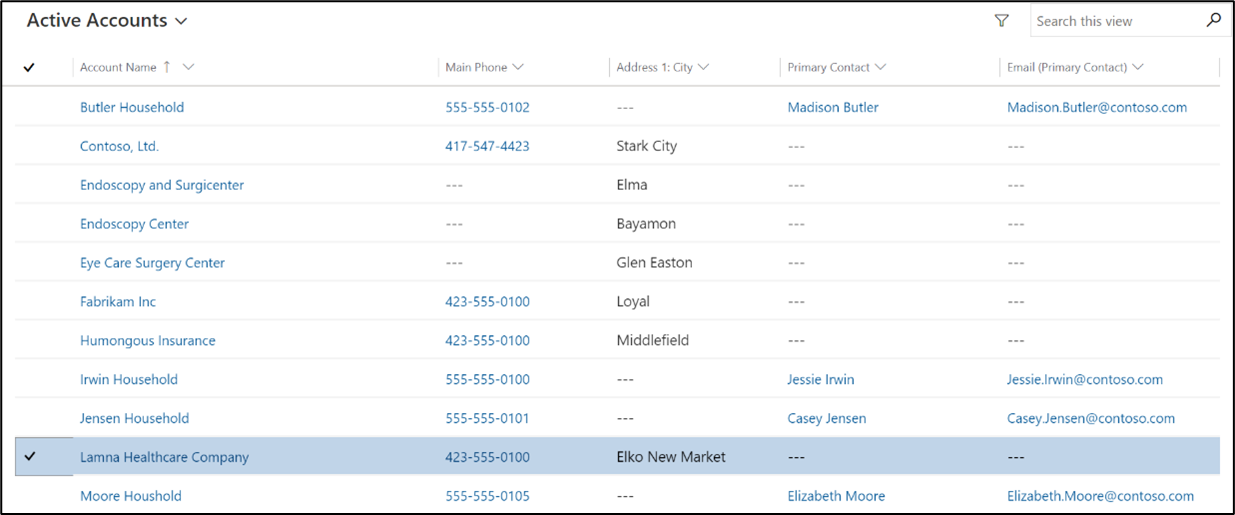 Active Accounts
Search this view
Account Name Main Phone Address 1: City Primary Contact Email (Primary Contact)
Butler Household 555-555-0102 --- Madison Butler Madison.Butler@contoso.com
Contoso, Ltd. 417-547-4423 Stark City --- ---
Endoscopy and Surgicenter --- Elma --- ---
Endoscopy Center --- Bayamon --- ---
Eye Care Surgery Center --- Glen Easton --- ---
Fabrikam Inc 423-555-0100 Loyal --- ---
Humongous Insurance 423-555-0100 Middlefield --- ---
Irwin Household 555-555-0100 --- Jessie Irwin Jessie.Irwin@contoso.com
Jensen Household 555-555-0101 --- Casey Jensen Casey.Jensen@contoso.com
Lamna Healthcare Company 423-555-0100 Elko New Market --- ---
Moore Houshold 555-555-0105 --- Elizabeth Moore Elizabeth.Moore@contoso.com